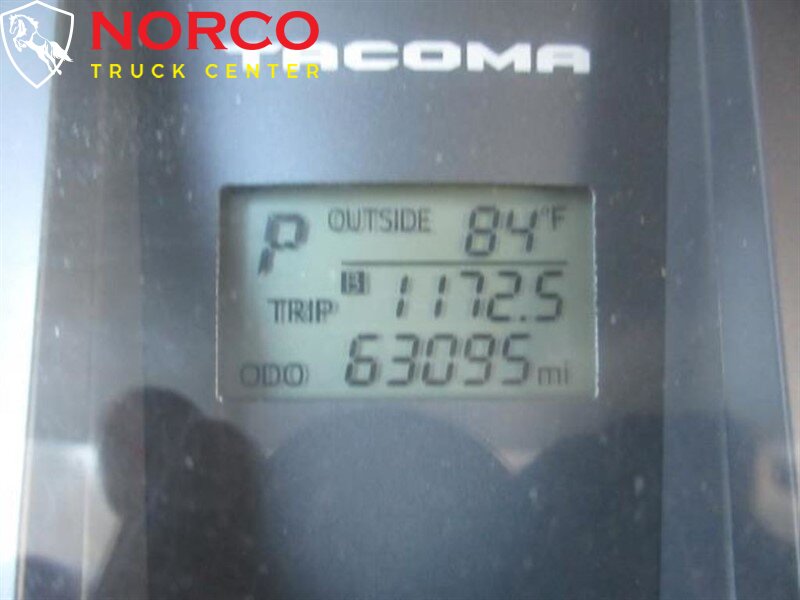 NORCO
TRUCK CENTER
TACOMA
P OUTSIDE 84°F
TRIP B 1172.5
ODO 63095 mi